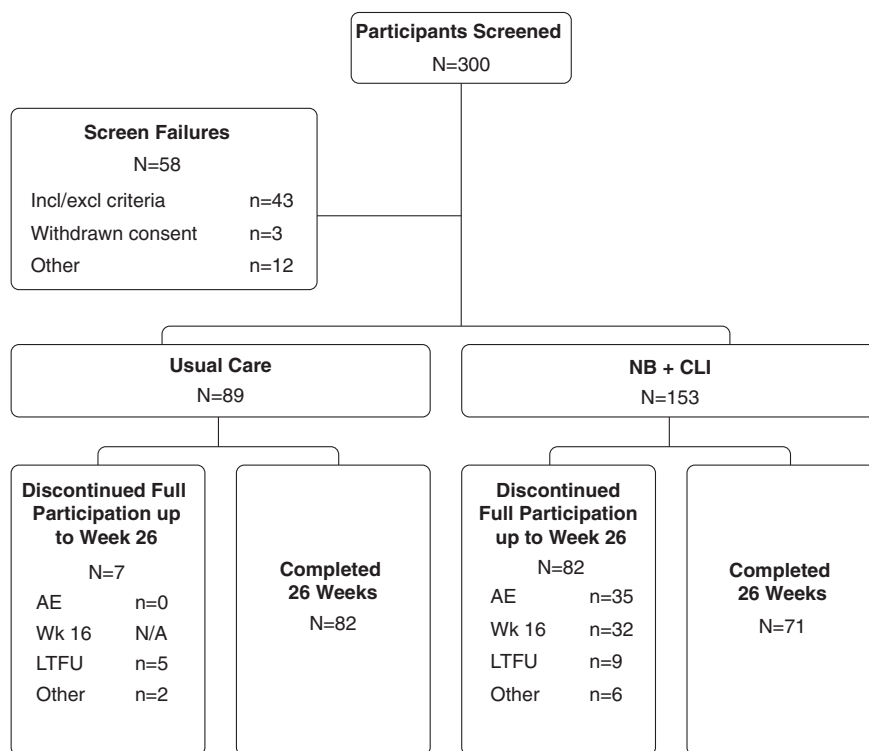 Participants Screened
N=300
Screen Failures
N=58
Incl/excl criteria n=43
Withdrawn consent n=3
Other n=12
Usual Care
N=89
NB + CLI
N=153
Discontinued Full
Participation up
to Week 26
N=7
AE n=0
Wk 16 N/A
LTFU n=5
Other n=2
Completed
26 Weeks
N=82
Discontinued
Full Participation
up to Week 26
N=82
AE n=35
Wk 16 n=32
LTFU n=9
Other n=6
Completed
26 Weeks
N=71